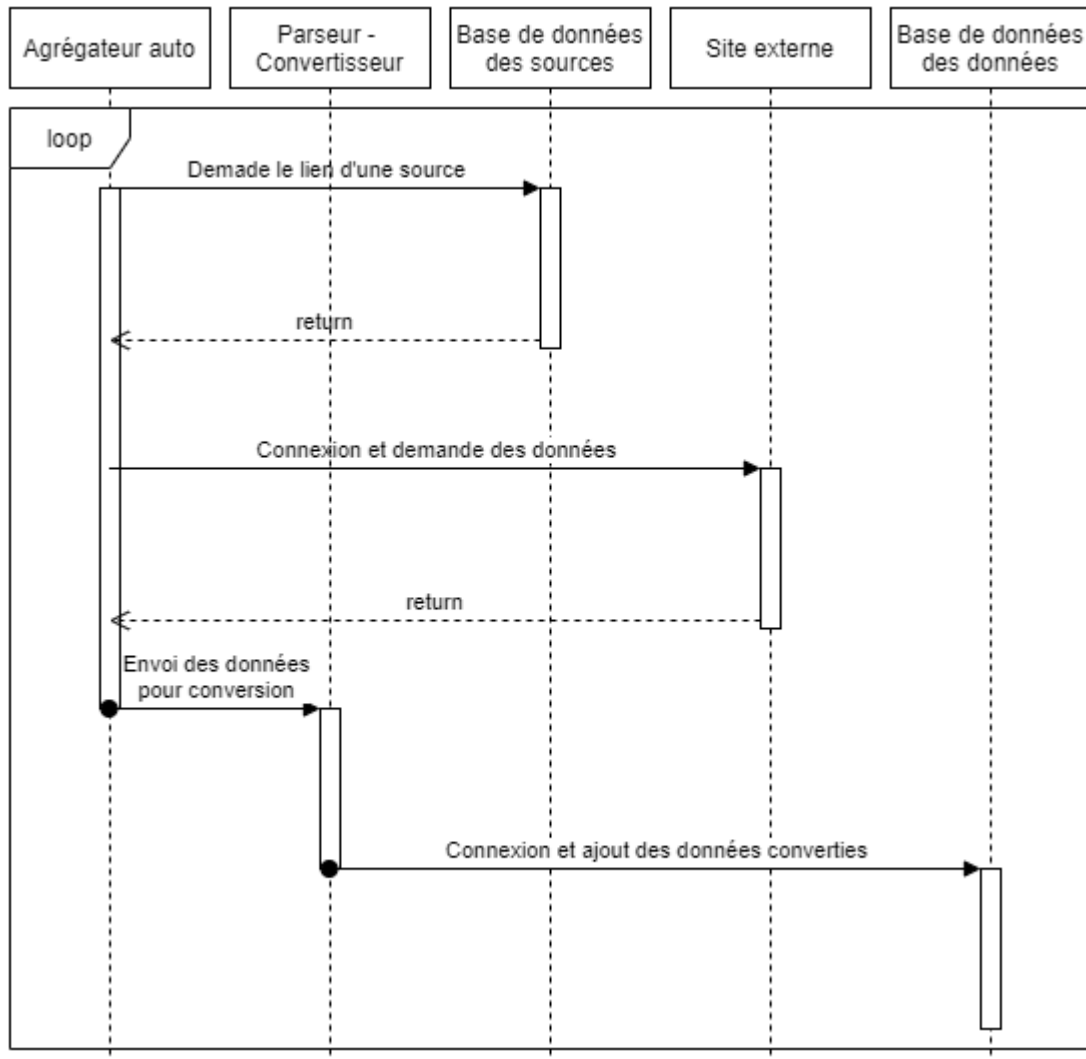 Agrégateur auto
Parseur -
Convertisseur
Base de données
des sources
Site externe
Base de données
des données
loop
Demade le lien d'une source
return
Connexion et demande des données
return
Envoi des données
pour conversion
Connexion et ajout des données converties